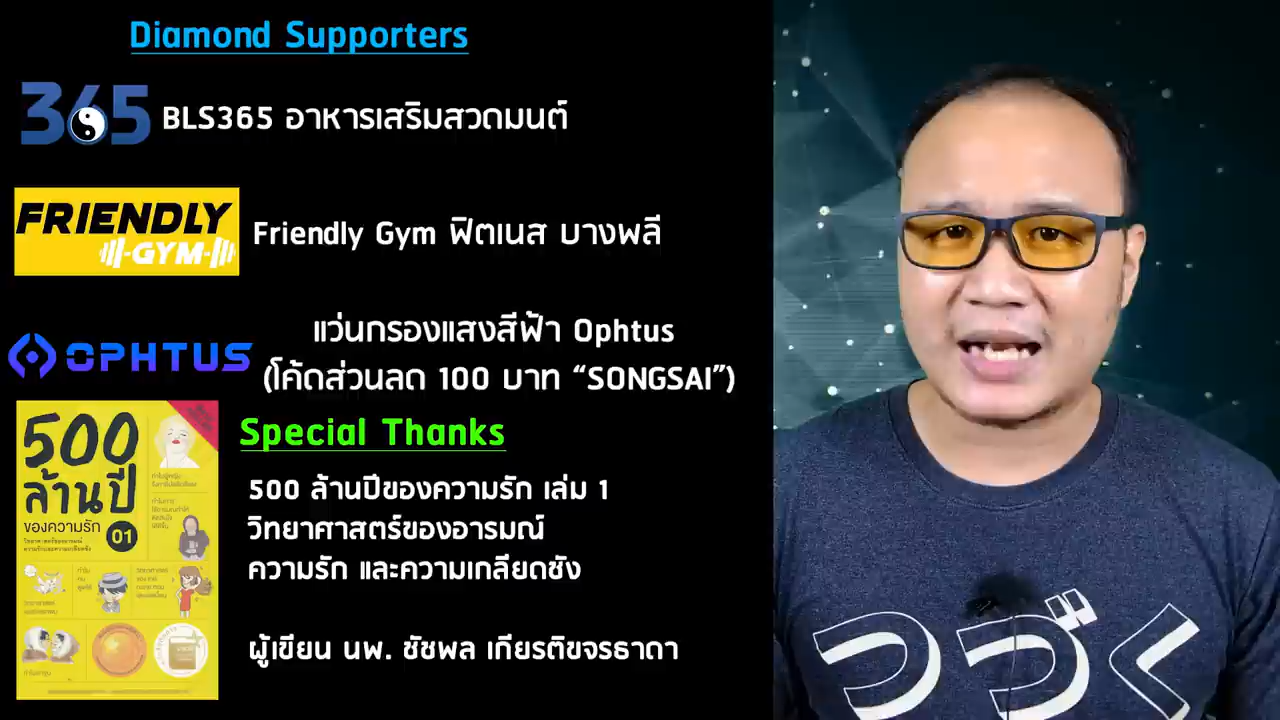 Diamond Supporters
365
BLS365 อาหารเสริมสวดมนต์
FRIENDLY
GYM
Friendly Gym ฟิตเนส บางพลี
OPHTUS
แว่นกรองแสงสีฟ้า Ophtus
(โค้ดส่วนลด 100 บาท “SONGSAI”)
Special Thanks
500
ล้านปี
ของความรัก
01
500 ล้านปีของความรัก เล่ม 1
วิทยาศาสตร์ของอารมณ์
ความรัก และความเกลียดชัง
ผู้เขียน นพ. ชัชพล เกียรติขจรธาดา
つづく